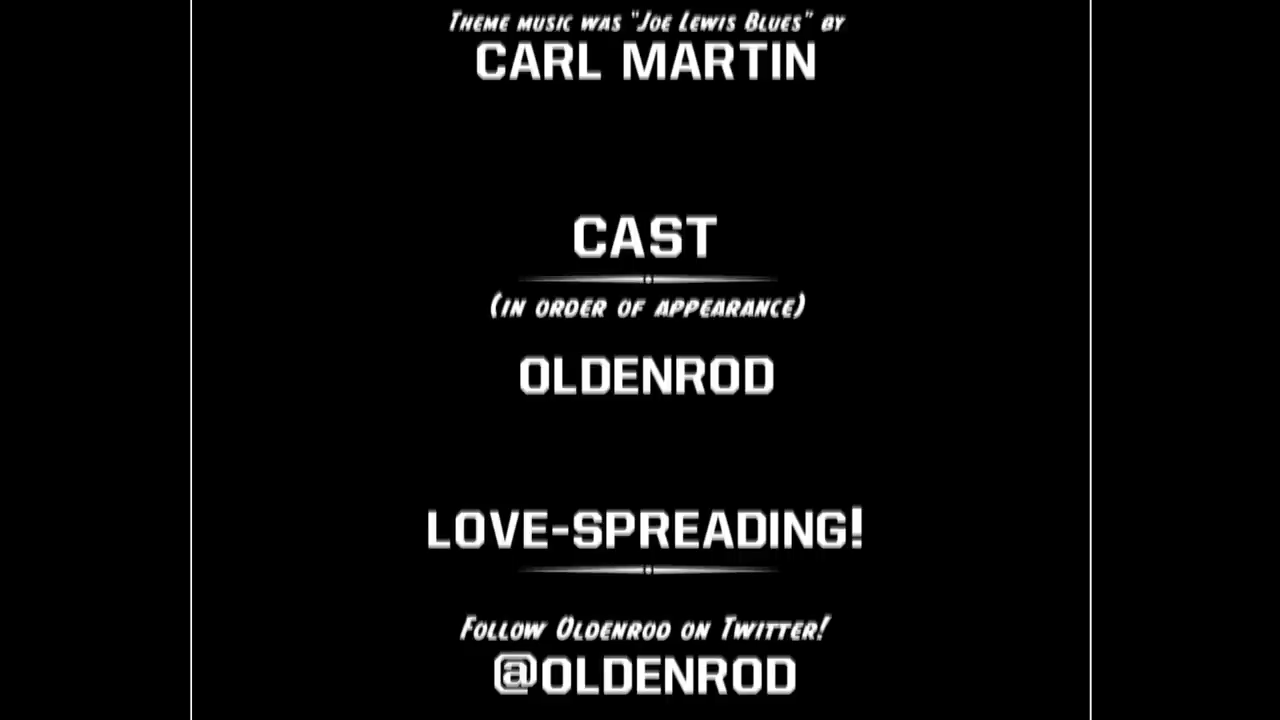 Theme music was "Joe Lewis Blues" by
CARL MARTIN
CAST
(in order of appearance)
OLDENROD
LOVE-SPREADING!
Follow Oldenrod on Twitter!
@OLDENROD